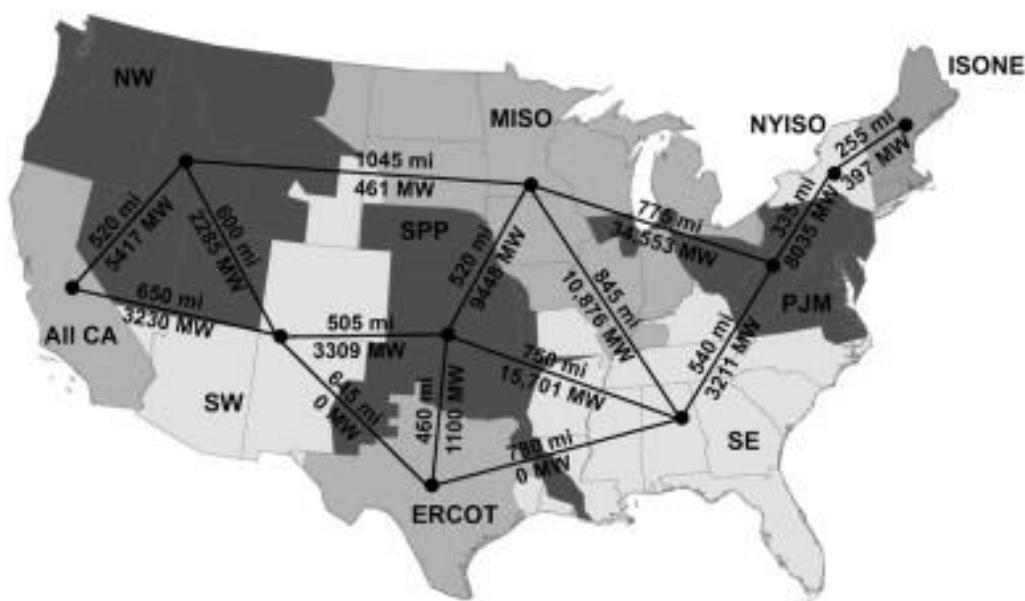 ISONE
NW
MISO
NYISO
255 mi
397 MW
1045 mi
461 MW
335 mi
8035 MW
520 mi
5417 MW
600 mi
2285 MW
SPP
775 mi
34,553 MW
520 mi
9448 MW
845 mi
10,876 MW
PJM
650 mi
3230 MW
All CA
505 mi
3309 MW
750 mi
15,701 MW
540 mi
3211 MW
SW
645 mi
0 MW
460 mi
1100 MW
SE
780 mi
0 MW
ERCOT